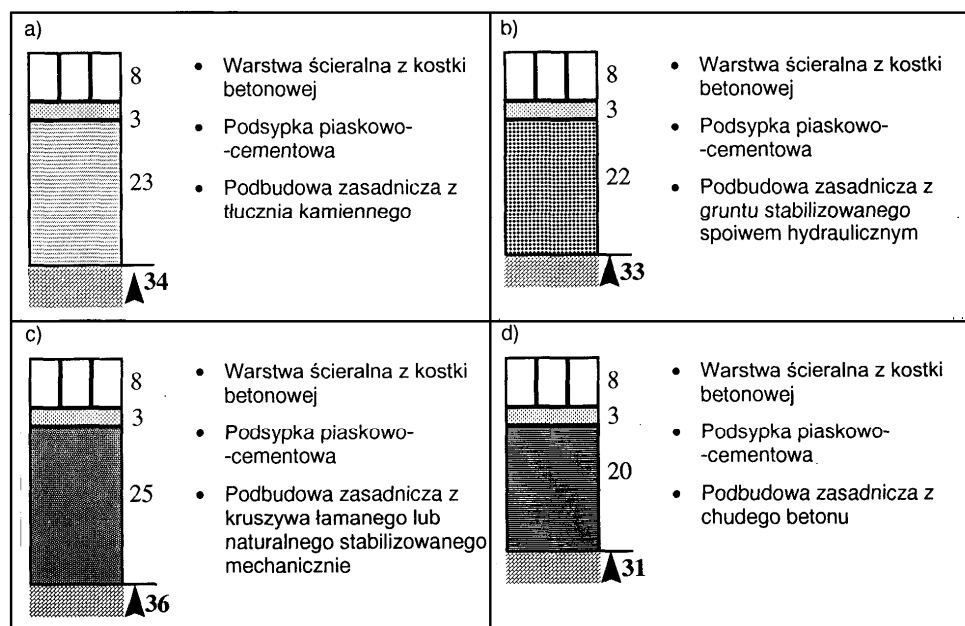 a)
8
3
23
34
• Warstwa ścieralna z kostki
betonowej
• Podsypka piaskowo-
-cementowa
• Podbudowa zasadnicza z
tłucznia kamiennego
b)
8
3
22
33
• Warstwa ścieralna z kostki
betonowej
• Podsypka piaskowo-
-cementowa
• Podbudowa zasadnicza z
gruntu stabilizowanego
spoiwem hydraulicznym
c)
8
3
25
36
• Warstwa ścieralna z kostki
betonowej
• Podsypka piaskowo-
-cementowa
• Podbudowa zasadnicza z
kruszywa łamanego lub
naturalnego stabilizowanego
mechanicznie
d)
8
3
20
31
• Warstwa ścieralna z kostki
betonowej
• Podsypka piaskowo-
-cementowa
• Podbudowa zasadnicza z
chudego betonu